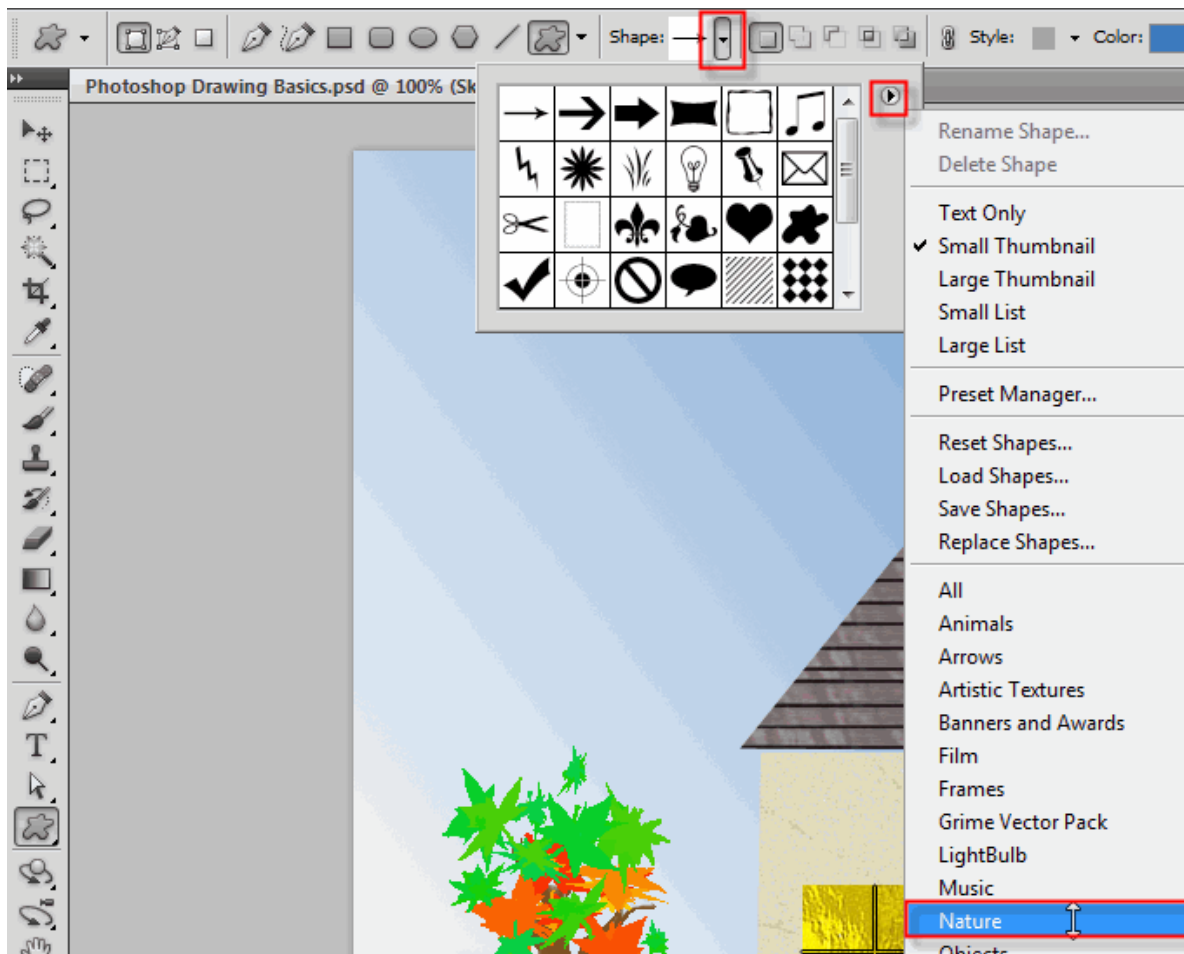 Shape:
Style:
Color:
Photoshop Drawing Basics.psd @ 100% (Sk
Rename Shape...
Delete Shape
Text Only
Small Thumbnail
Large Thumbnail
Small List
Large List
Preset Manager...
Reset Shapes...
Load Shapes...
Save Shapes...
Replace Shapes...
All
Animals
Arrows
Artistic Textures
Banners and Awards
Film
Frames
Grime Vector Pack
LightBulb
Music
Nature
Objects